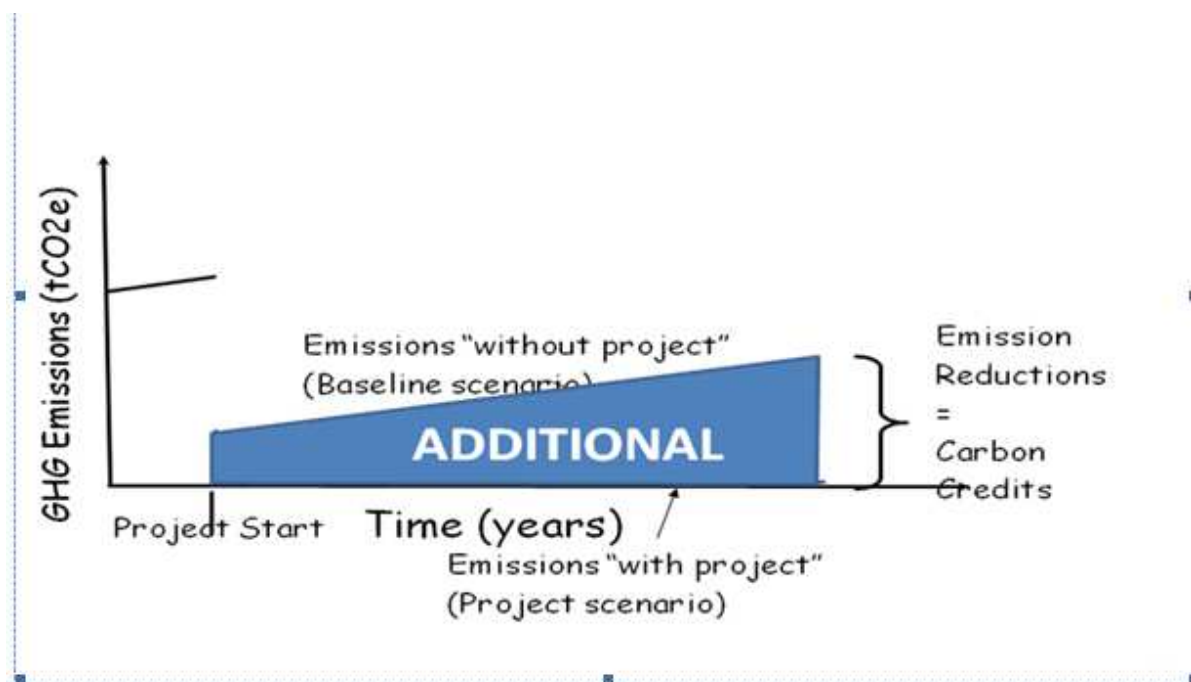 GHG Emissions (tCO2e)
Emissions "without project"
(Baseline scenario)
ADDITIONAL
Emission
Reductions
=
Carbon
Credits
Project Start
Time (years)
Emissions "with project"
(Project scenario)